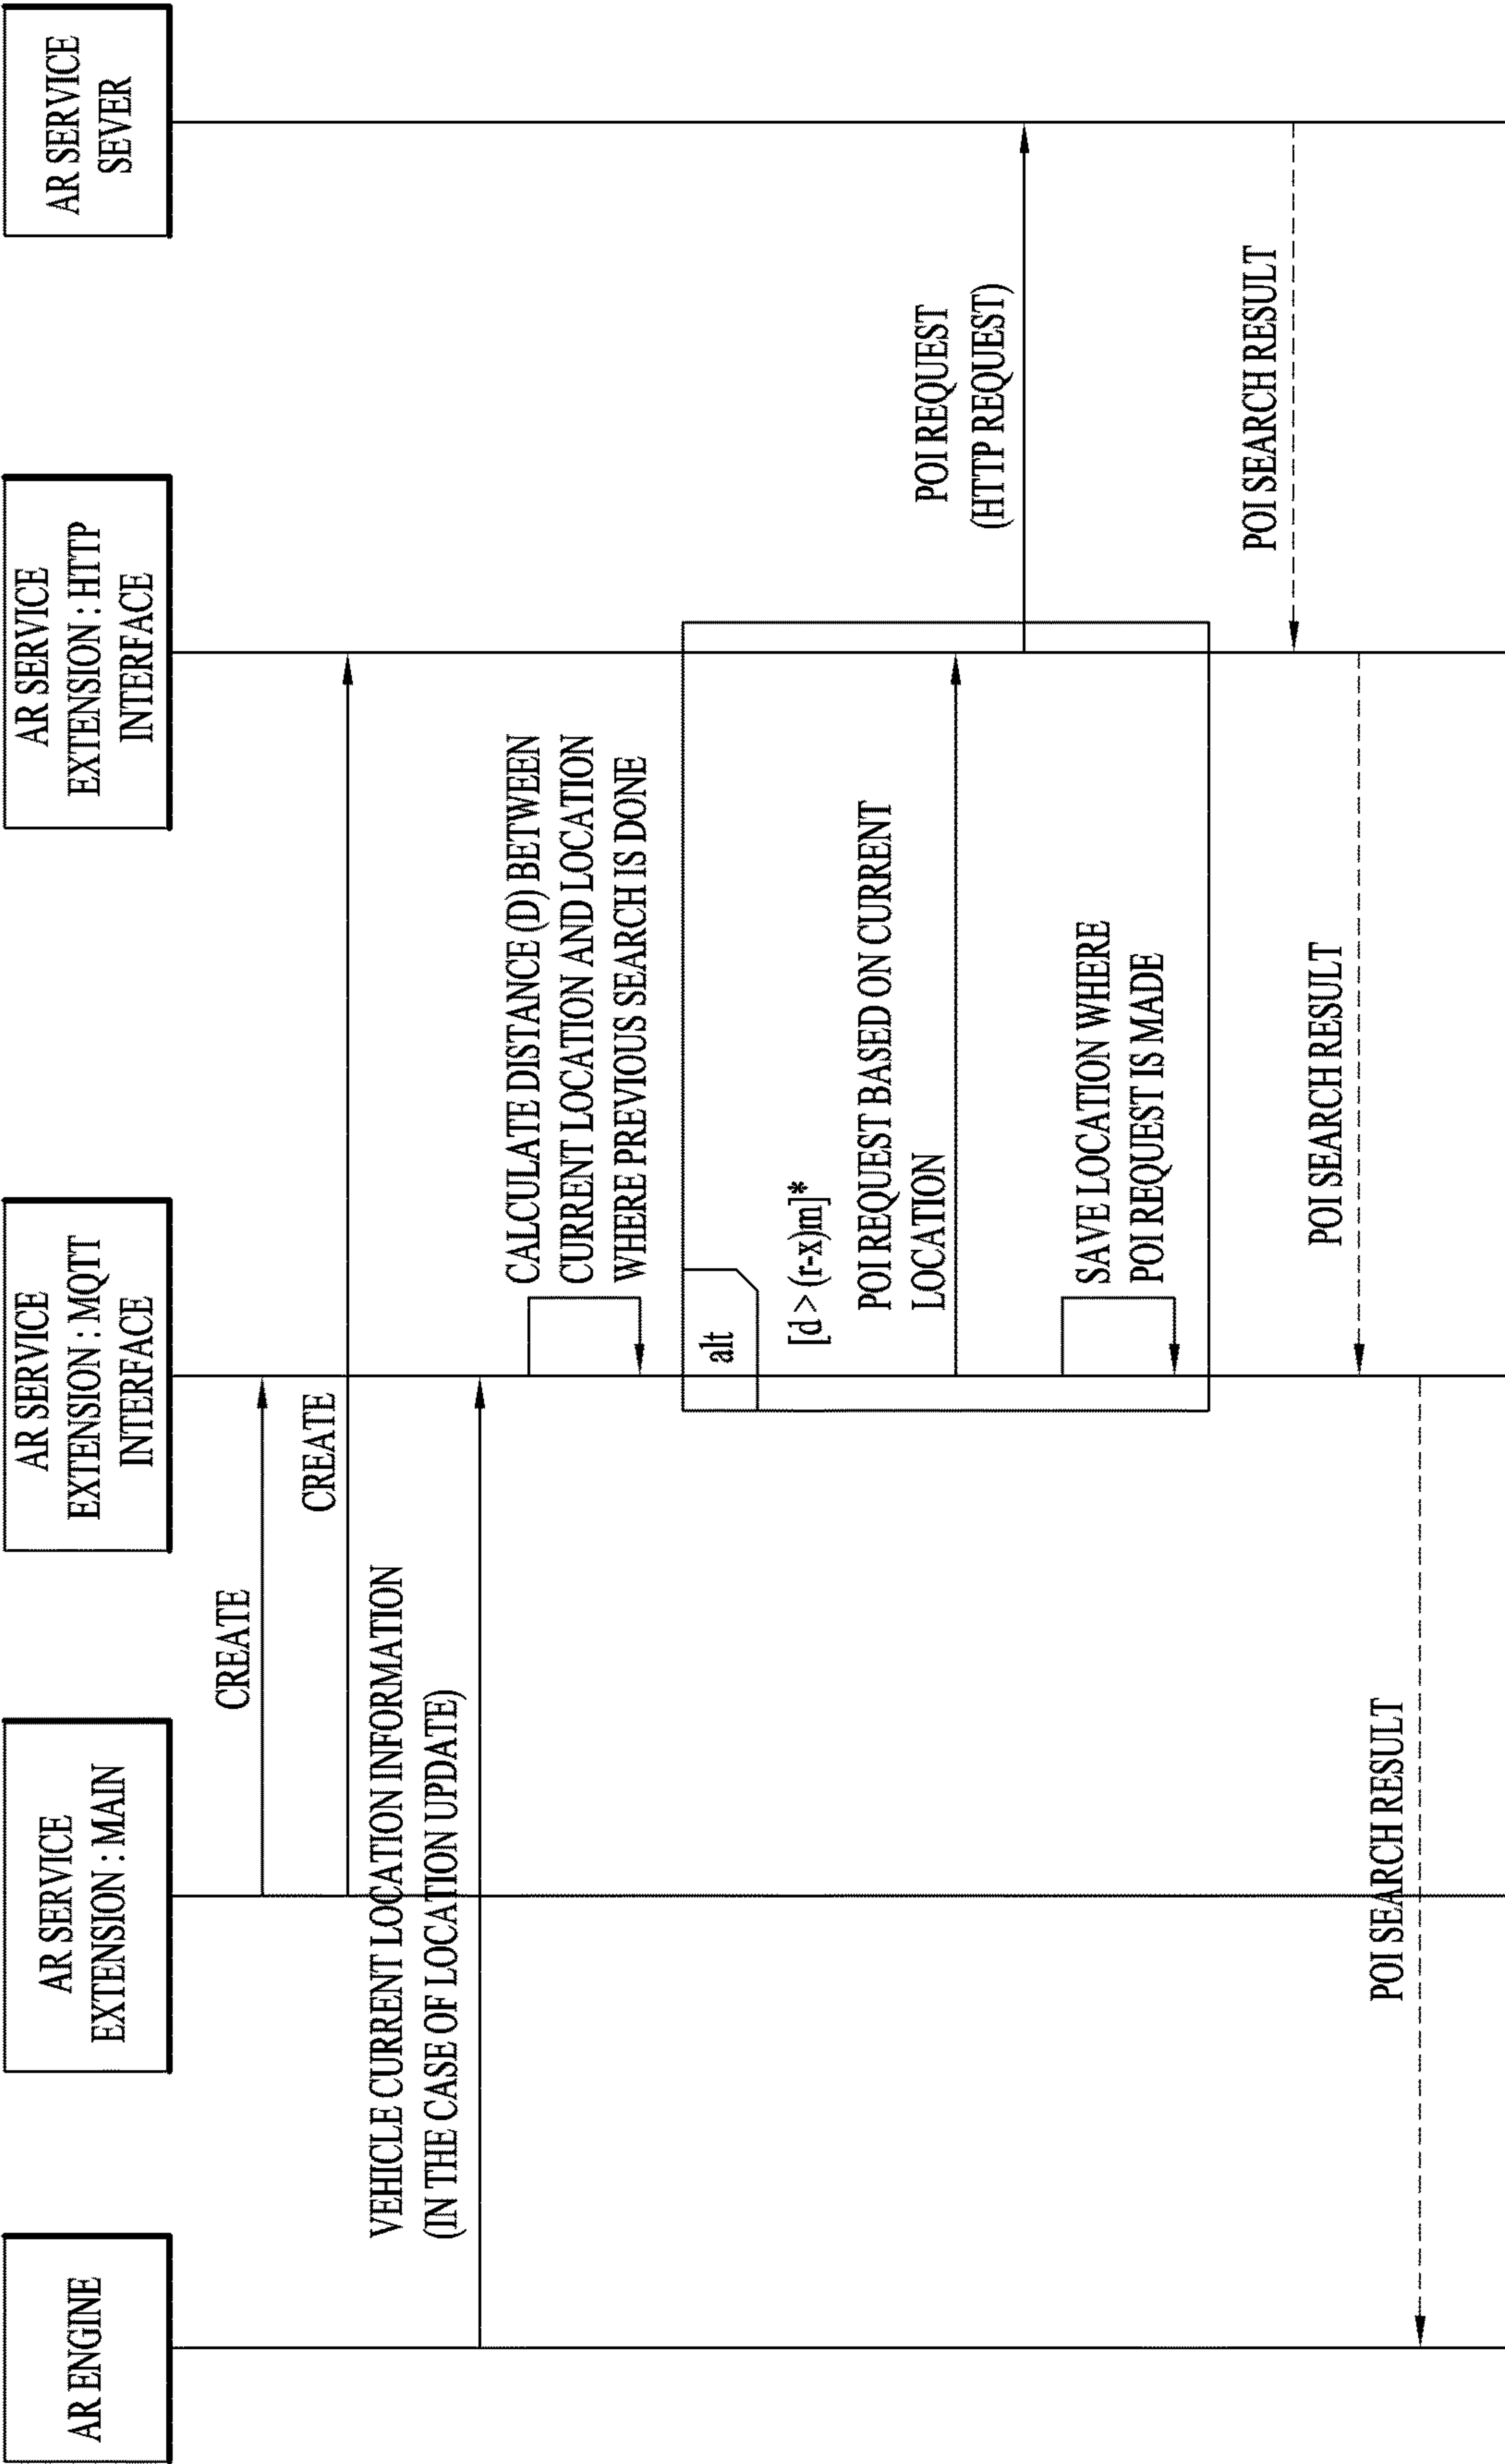 AR ENGINE
AR SERVICE
EXTENSION : MAIN
AR SERVICE
EXTENSION : MQTT
INTERFACE
AR SERVICE
EXTENSION : HTTP
INTERFACE
AR SERVICE
SEVER
CREATE
CREATE
VEHICLE CURRENT LOCATION INFORMATION
(IN THE CASE OF LOCATION UPDATE)
CALCULATE DISTANCE (D) BETWEEN
CURRENT LOCATION AND LOCATION
WHERE PREVIOUS SEARCH IS DONE
alt
[d > (r-x)m]*
POI REQUEST BASED ON CURRENT
LOCATION
POI REQUEST
(HTTP REQUEST)
SAVE LOCATION WHERE
POI REQUEST IS MADE
POI SEARCH RESULT
POI SEARCH RESULT
POI SEARCH RESULT